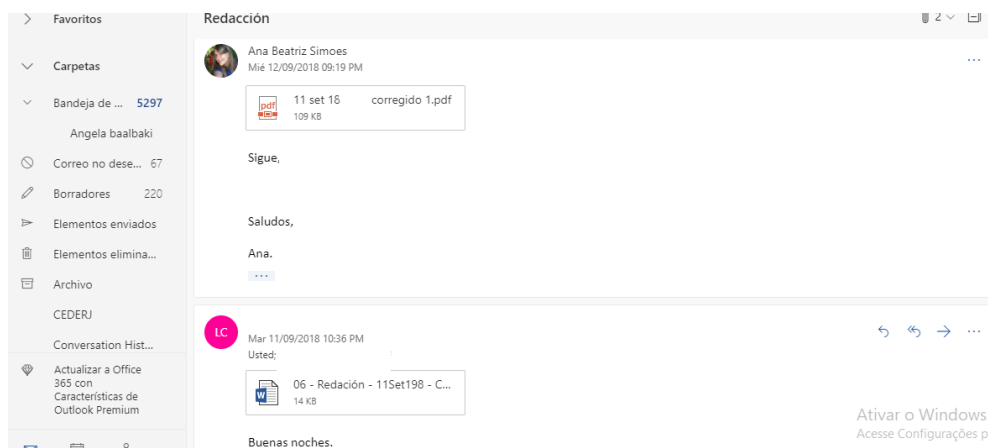 Favoritos
Carpetas
Bandeja de ... 5297
Angela baalbaki
Correo no dese... 67
Borradores 220
Elementos enviados
Elementos elimina...
Archivo
CEDERJ
Conversation Hist...
Actualizar a Office
365 con
Características de
Outlook Premium
Redacción
2
Ana Beatriz Simoes
Mié 12/09/2018 09:19 PM
pdf
11 set 18 corregido 1.pdf
109 KB
Sigue,
Saludos,
Ana.
...
LC
Mar 11/09/2018 10:36 PM
Usted;
W
06 - Redación - 11Set198 - C...
14 KB
Buenas noches.
Ativar o Windows
Acesse Configurações p